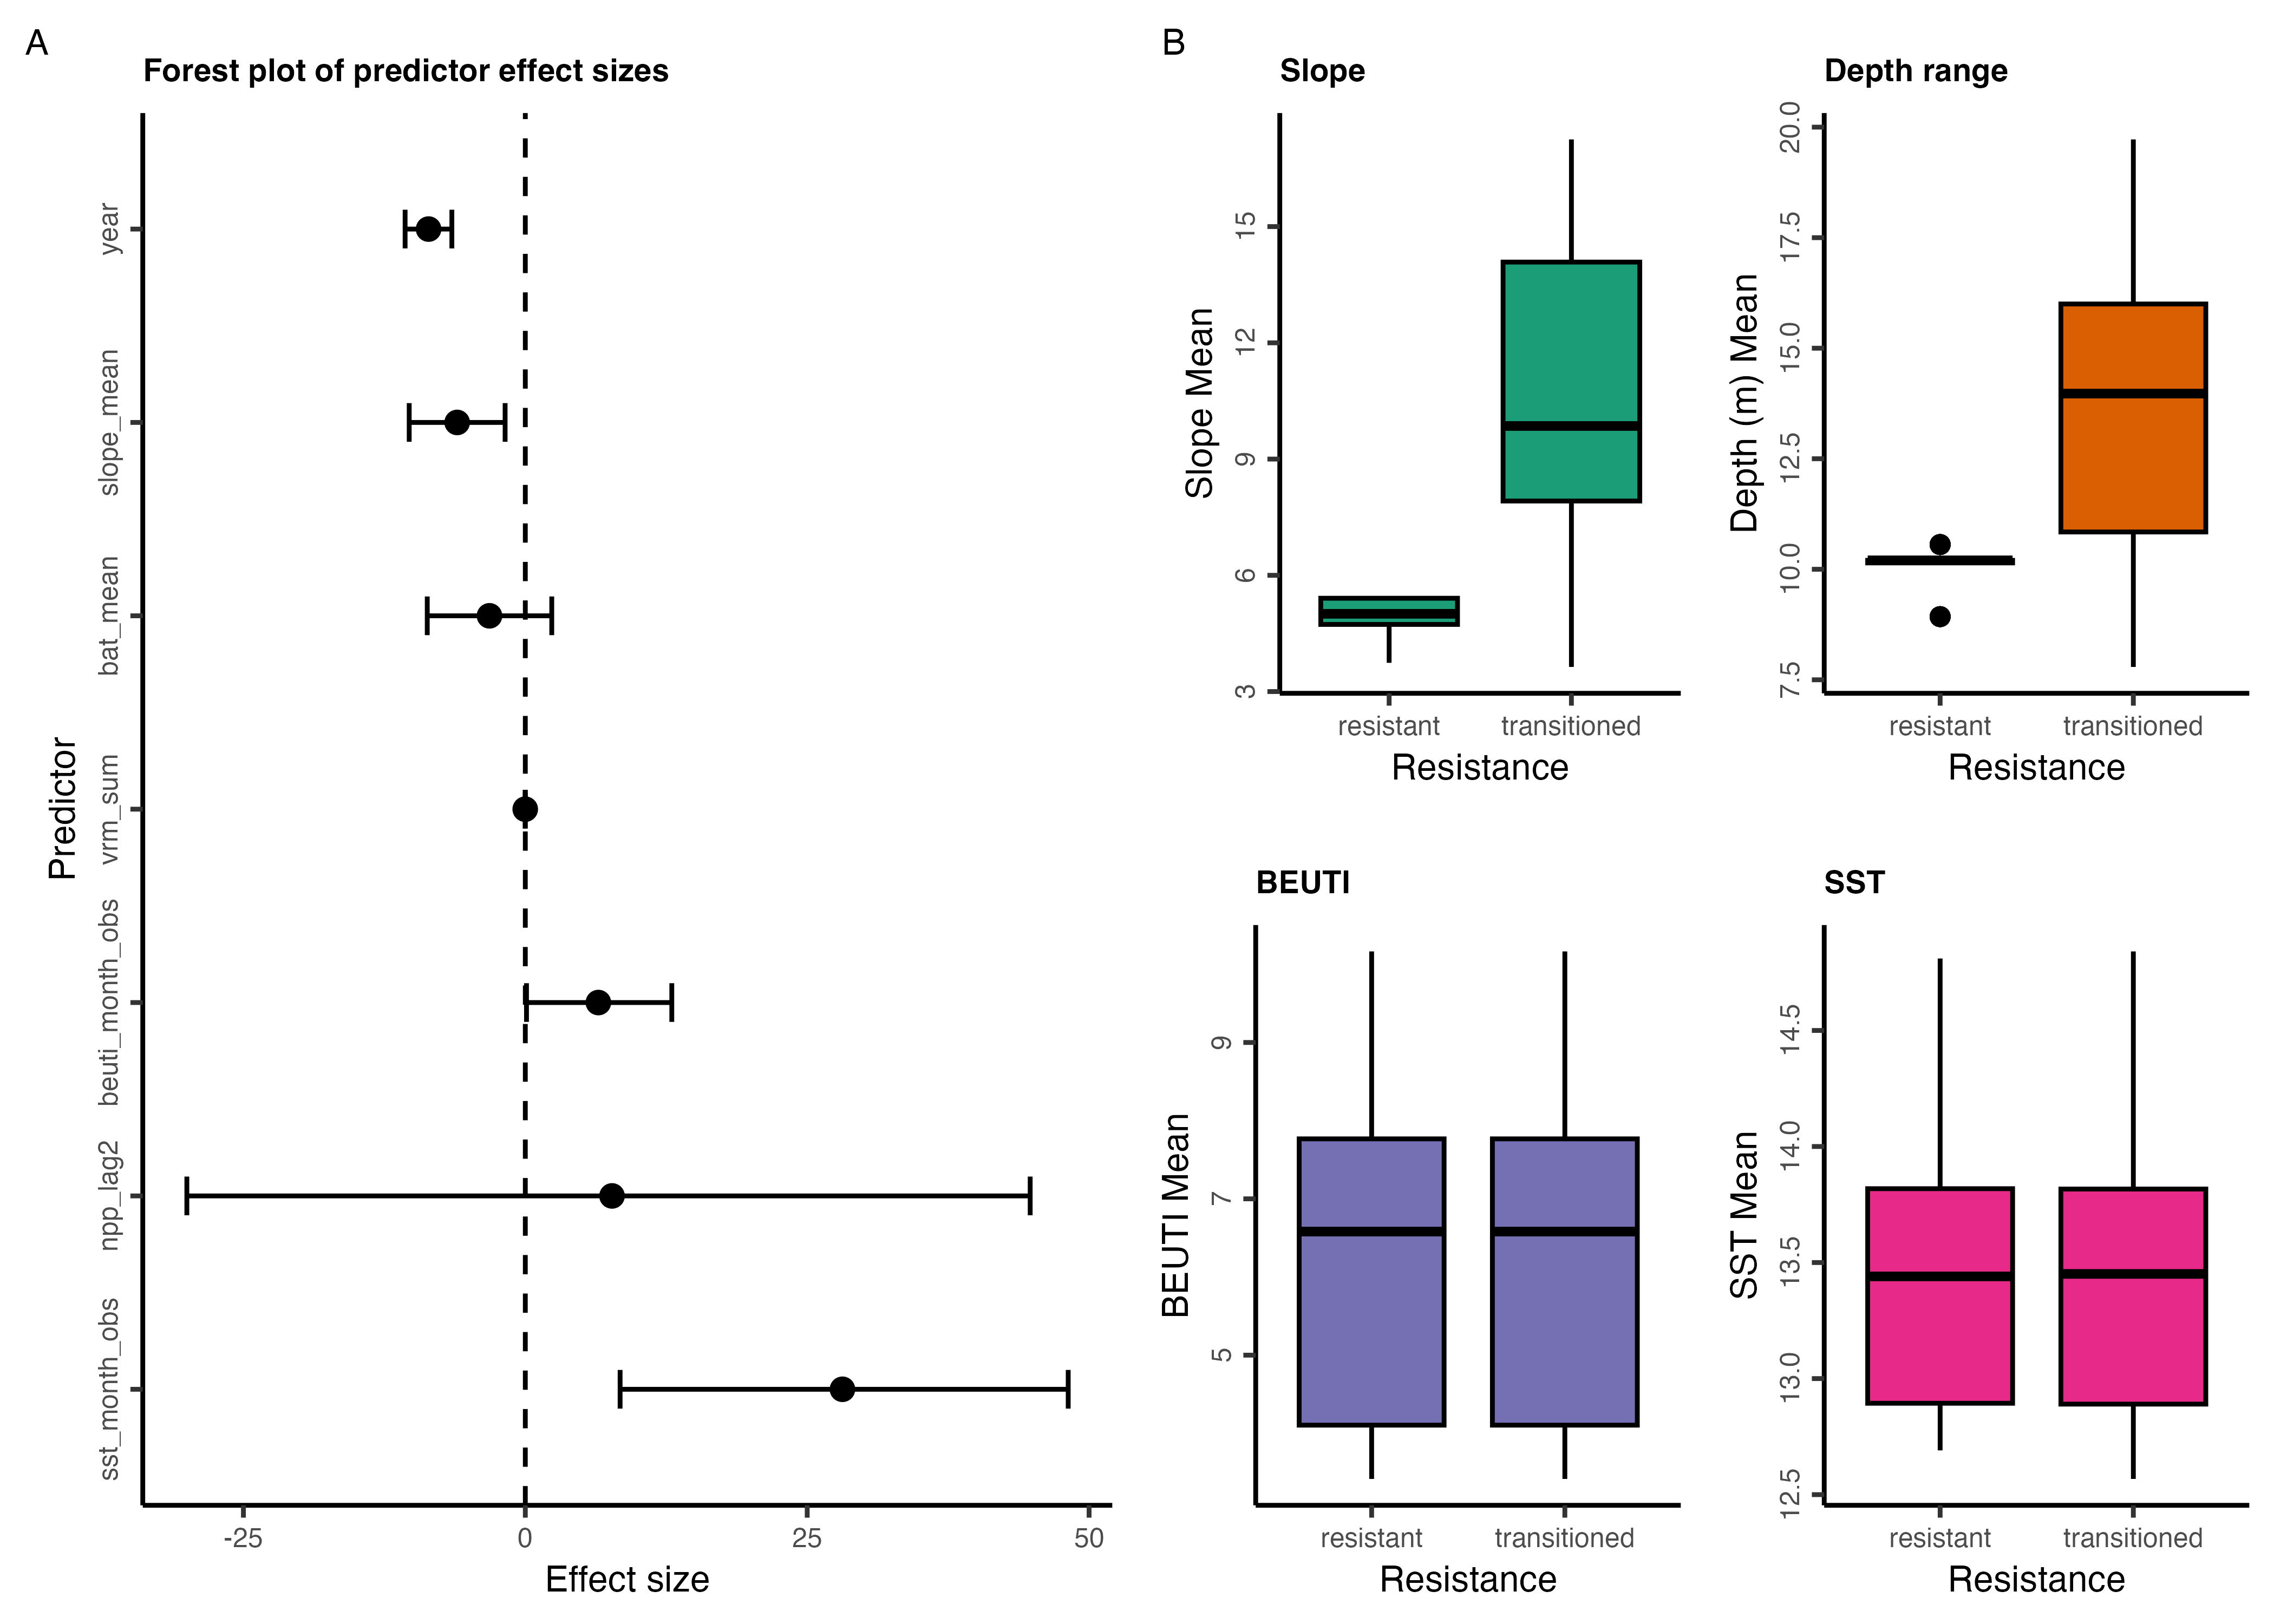 A
Forest plot of predictor effect sizes
Predictor
year
slope_mean
bat_mean
vrm_sum
beuti_month_obs
npp_lag2
sst_month_obs
-25 0 25 50
Effect size
B
Slope
Slope Mean
15
12
9
6
3
resistant transitioned
Resistance
Depth range
Depth (m) Mean
20.0
17.5
15.0
12.5
10.0
7.5
resistant transitioned
Resistance
BEUTI
BEUTI Mean
9
7
5
resistant transitioned
Resistance
SST
SST Mean
14.5
14.0
13.5
13.0
12.5
resistant transitioned
Resistance